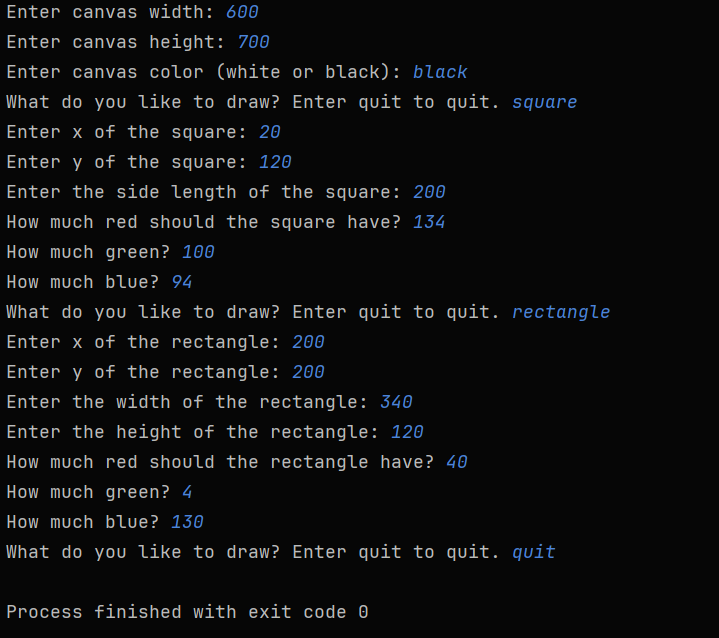 Enter canvas width: 600
Enter canvas height: 700
Enter canvas color (white or black): black
What do you like to draw? Enter quit to quit. square
Enter x of the square: 20
Enter y of the square: 120
Enter the side length of the square: 200
How much red should the square have? 134
How much green? 100
How much blue? 94
What do you like to draw? Enter quit to quit. rectangle
Enter x of the rectangle: 200
Enter y of the rectangle: 200
Enter the width of the rectangle: 340
Enter the height of the rectangle: 120
How much red should the rectangle have? 40
How much green? 4
How much blue? 130
What do you like to draw? Enter quit to quit. quit
Process finished with exit code 0